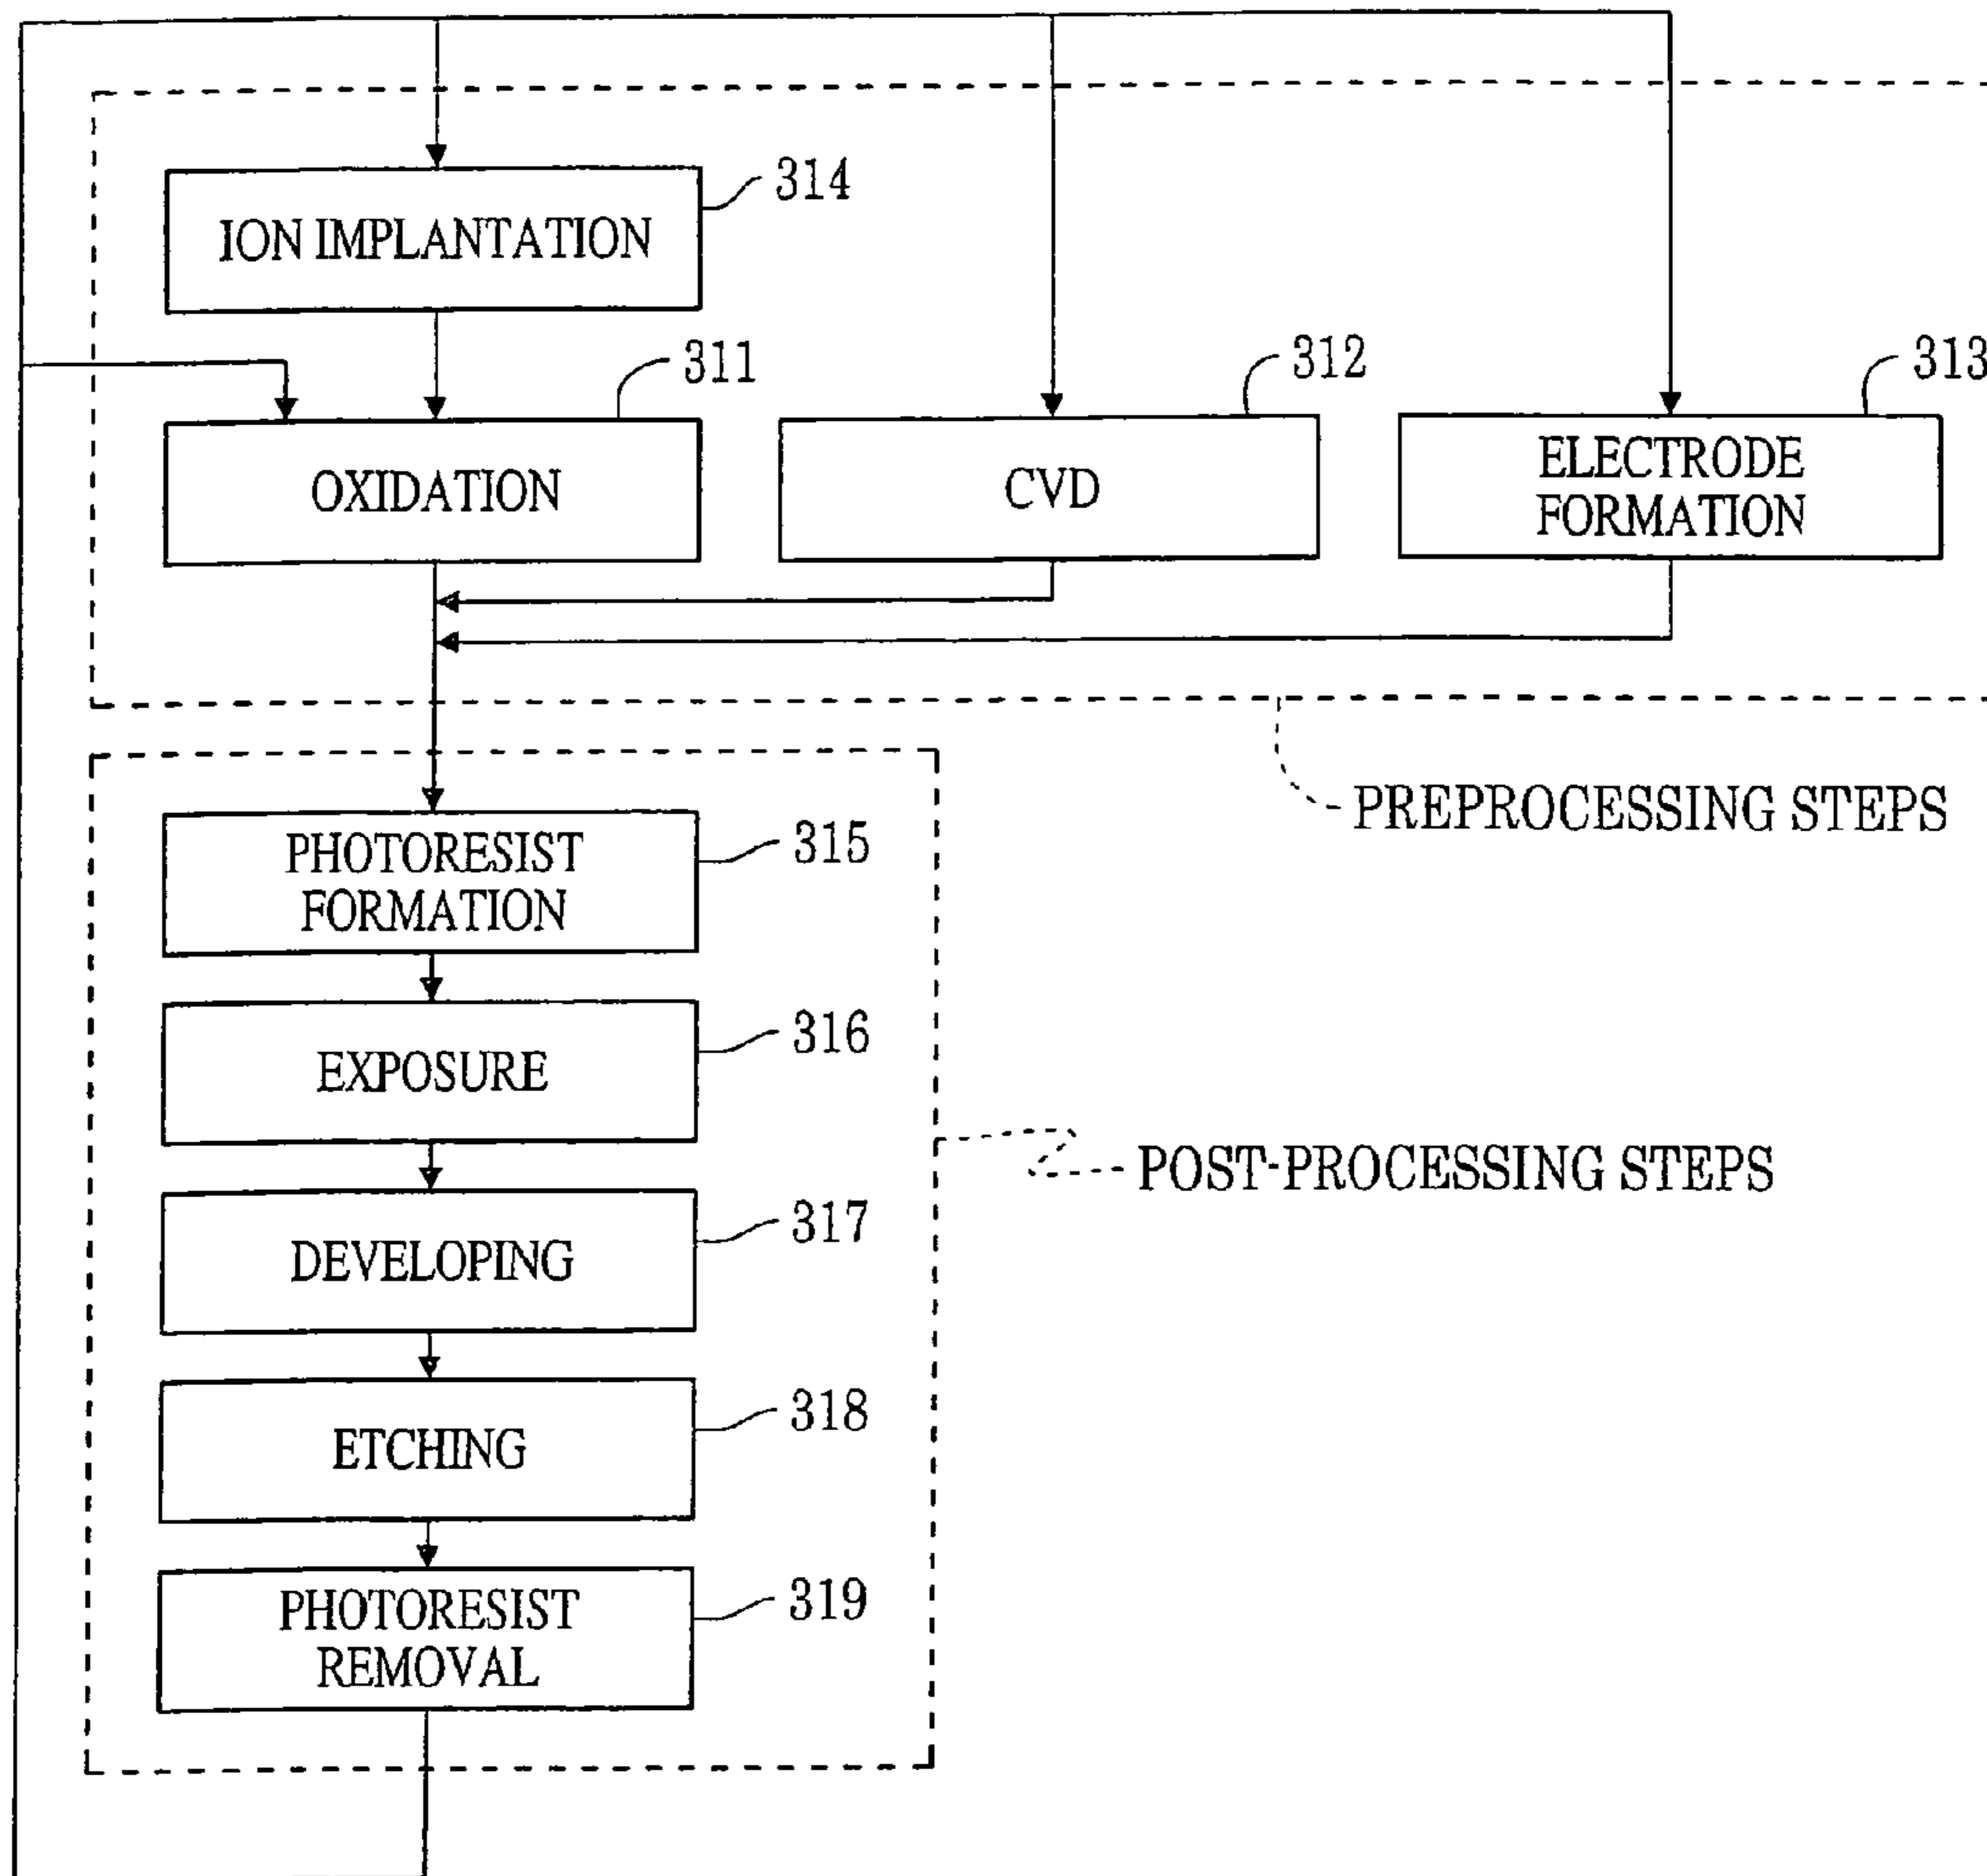 314
ION IMPLANTATION
311
312
313
OXIDATION
CVD
ELECTRODE
FORMATION
PREPROCESSING STEPS
PHOTORESIST
FORMATION
315
EXPOSURE
316
POST-PROCESSING STEPS
DEVELOPING
317
ETCHING
318
PHOTORESIST
REMOVAL
319